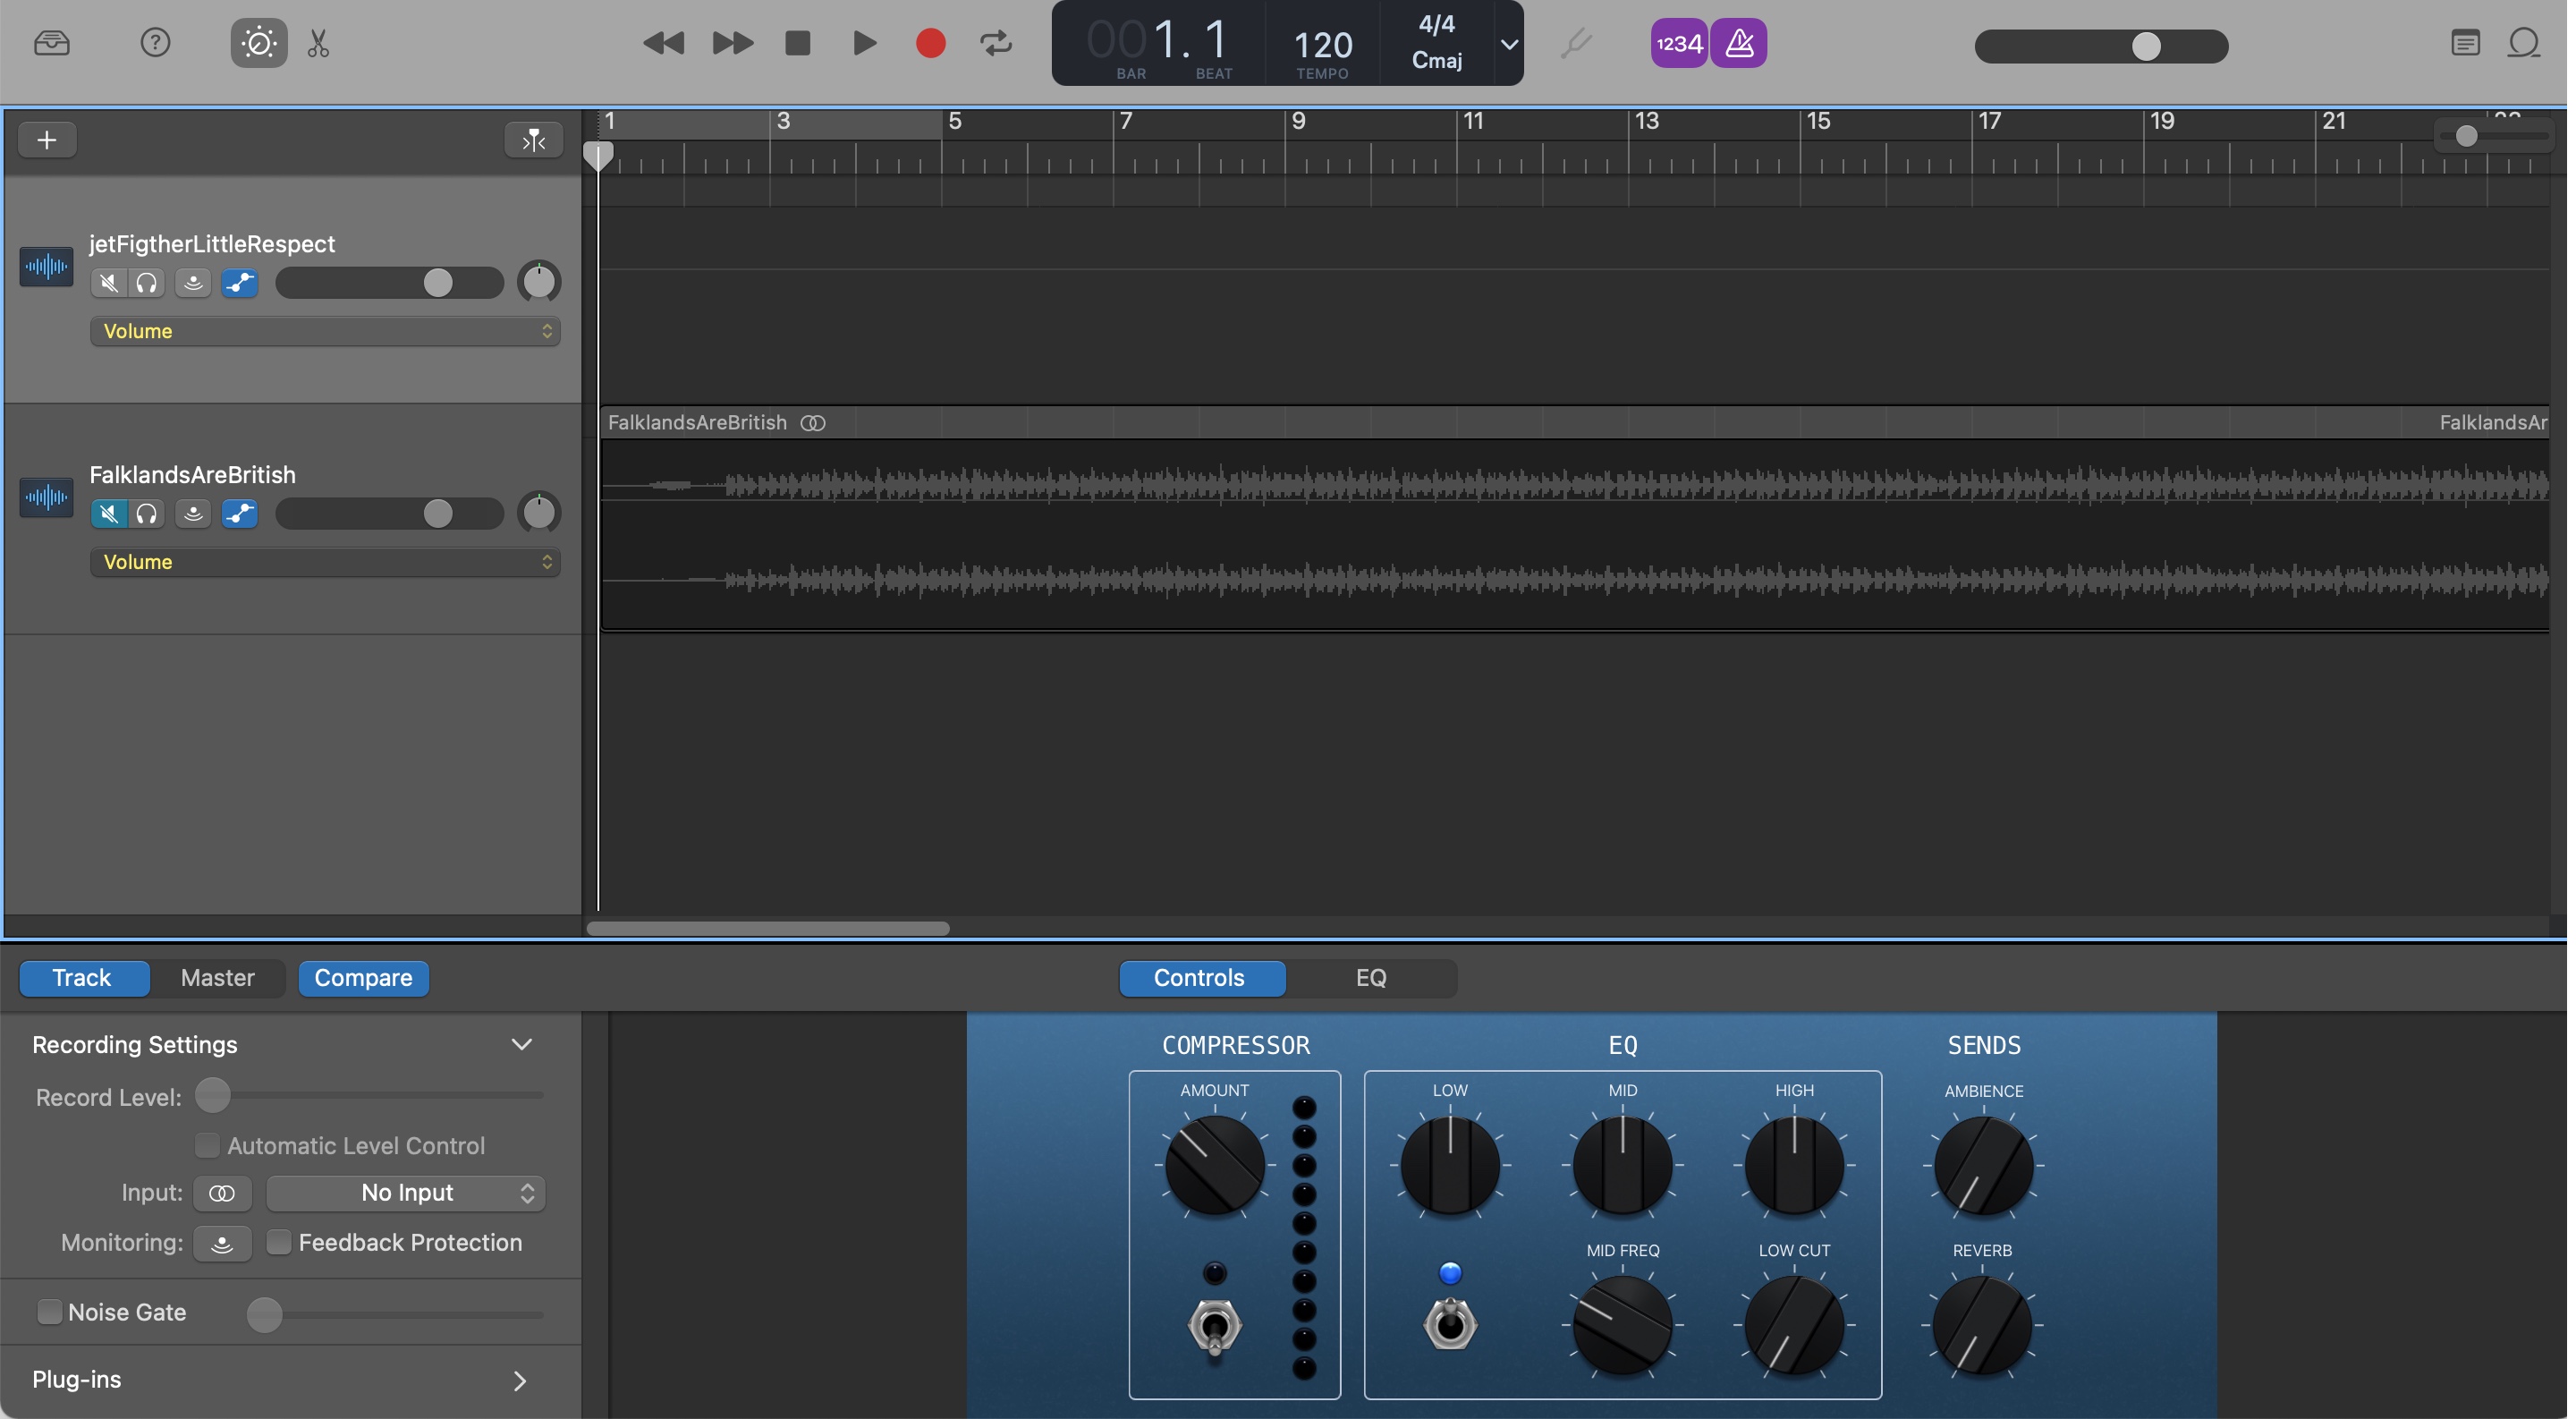 001. 1
BAR BEAT
120
TEMPO
4/4
Cmaj
1234
1 3 5 7 9 11 13 15 17 19 21
jetFigtherLittleRespect
Volume
FalklandsAreBritish FalklandsAr
FalklandsAreBritish
Volume
Track Master Compare Controls EQ
Recording Settings
Record Level:
Automatic Level Control
Input: No Input
Monitoring: Feedback Protection
Noise Gate
Plug-ins
COMPRESSOR EQ SENDS
AMOUNT LOW MID HIGH AMBIENCE
MID FREQ LOW CUT REVERB